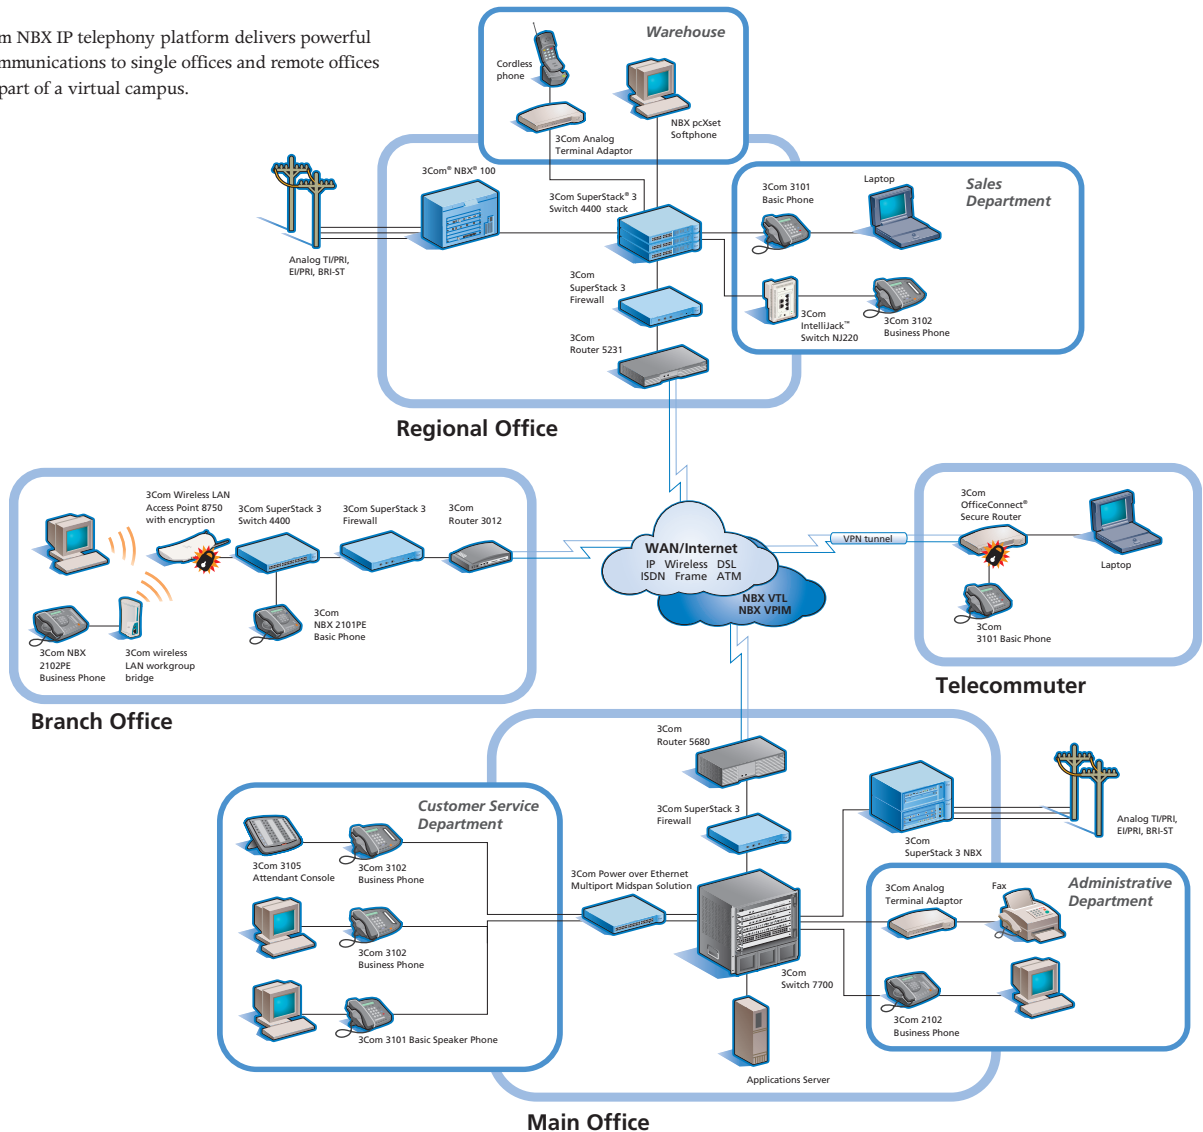 m NBX IP telephony platform delivers powerful
mmunications to single offices and remote offices
part of a virtual campus.
Warehouse
Cordless
phone
3Com Analog
Terminal Adaptor
NBX pcXset
Softphone
3Com® NBX® 100
3Com SuperStack® 3
Switch 4400 stack
Analog TI/PRI,
EI/PRI, BRI-ST
3Com
SuperStack 3
Firewall
3Com
Router 5231
Sales
Department
3Com 3101
Basic Phone
Laptop
3Com
IntelliJack™
Switch NJ220
3Com 3102
Business Phone
Regional Office
3Com Wireless LAN
Access Point 8750
with encryption
3Com SuperStack 3
Switch 4400
3Com SuperStack 3
Firewall
3Com
Router 3012
3Com NBX
2102PE
Business Phone
3Com wireless
LAN workgroup
bridge
3Com
NBX 2101PE
Basic Phone
Branch Office
WAN/Internet
IP Wireless DSL
ISDN Frame ATM
NBX VTL
NBX VPIM
VPN tunnel
3Com
OfficeConnect®
Secure Router
Laptop
3Com
3101 Basic Phone
Telecommuter
3Com
Router 5680
3Com SuperStack 3
Firewall
Customer Service
Department
3Com 3105
Attendant Console
3Com 3102
Business Phone
3Com 3102
Business Phone
3Com 3101 Basic Speaker Phone
3Com Power over Ethernet
Multiport Midspan Solution
3Com
Switch 7700
Applications Server
3Com
SuperStack 3 NBX
Analog TI/PRI,
EI/PRI, BRI-ST
Administrative
Department
3Com Analog
Terminal Adaptor
Fax
3Com 2102
Business Phone
Main Office